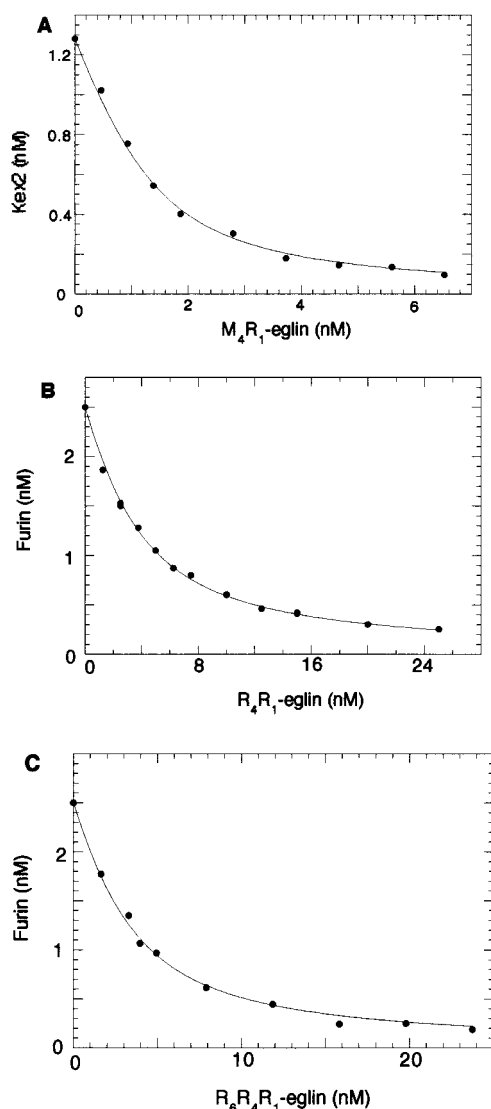 A
1.2
0.8
0.4
0
Kex2 (nM)
0 2 4 6
M₄R₁-eglin (nM)
B
2
1
0
Furin (nM)
0 8 16 24
R₄R₁-eglin (nM)
C
2
1
0
Furin (nM)
0 10 20
R₆R₄R₁-eglin (nM)